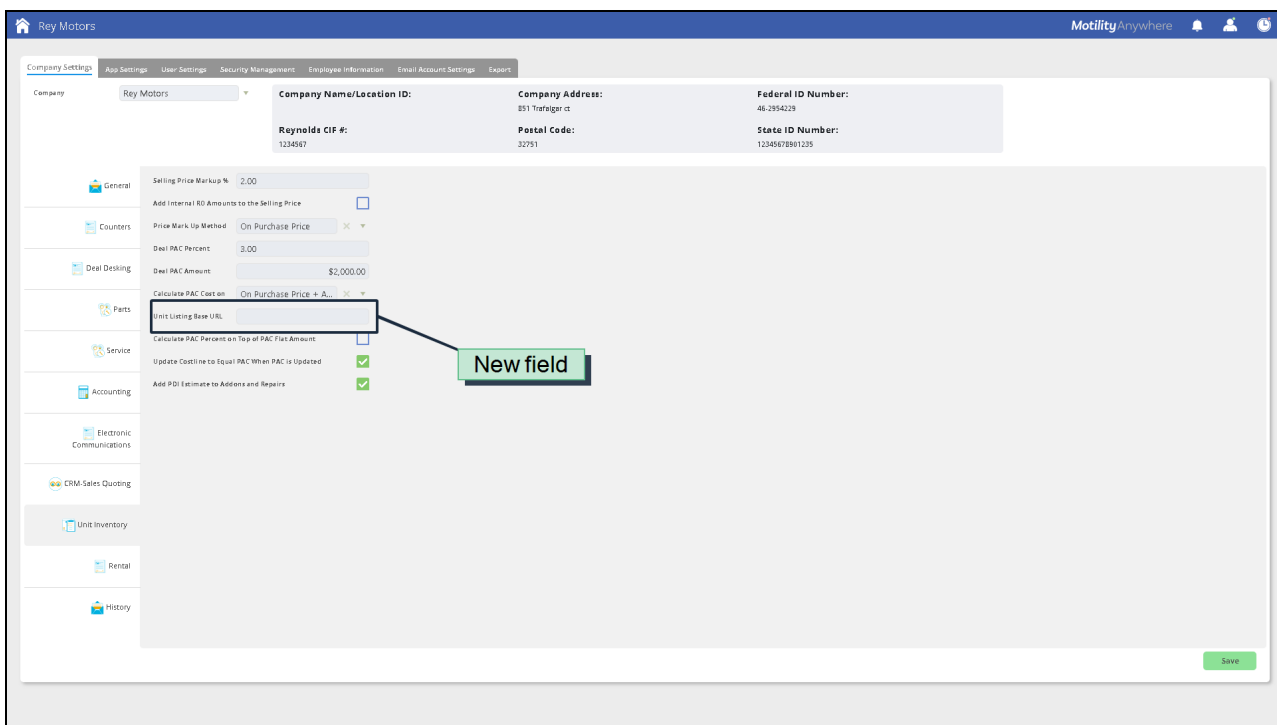 Rey Motors
MotilityAnywhere
Company Settings App Settings User Settings Security Management Employee Information Email Account Settings Export
Company Rey Motors
Company Name/Location ID: Company Address: Federal ID Number:
851 Trafalgar ct 46-2954229
Reynolds CIF #: Postal Code: State ID Number:
1234567 32751 12345678901235
General
Counters
Deal Desking
Parts
Service
Accounting
Electronic
Communications
CRM-Sales Quoting
Unit Inventory
Rental
History
Selling Price Markup % 2.00
Add Internal RO Amounts to the Selling Price
Price Mark Up Method On Purchase Price
Deal PAC Percent 3.00
Deal PAC Amount $2,000.00
Calculate PAC Cost on On Purchase Price + A...
Unit Listing Base URL
Calculate PAC Percent on Top of PAC Flat Amount
Update Costline to Equal PAC When PAC is Updated
Add PDI Estimate to Addons and Repairs
New field
Save